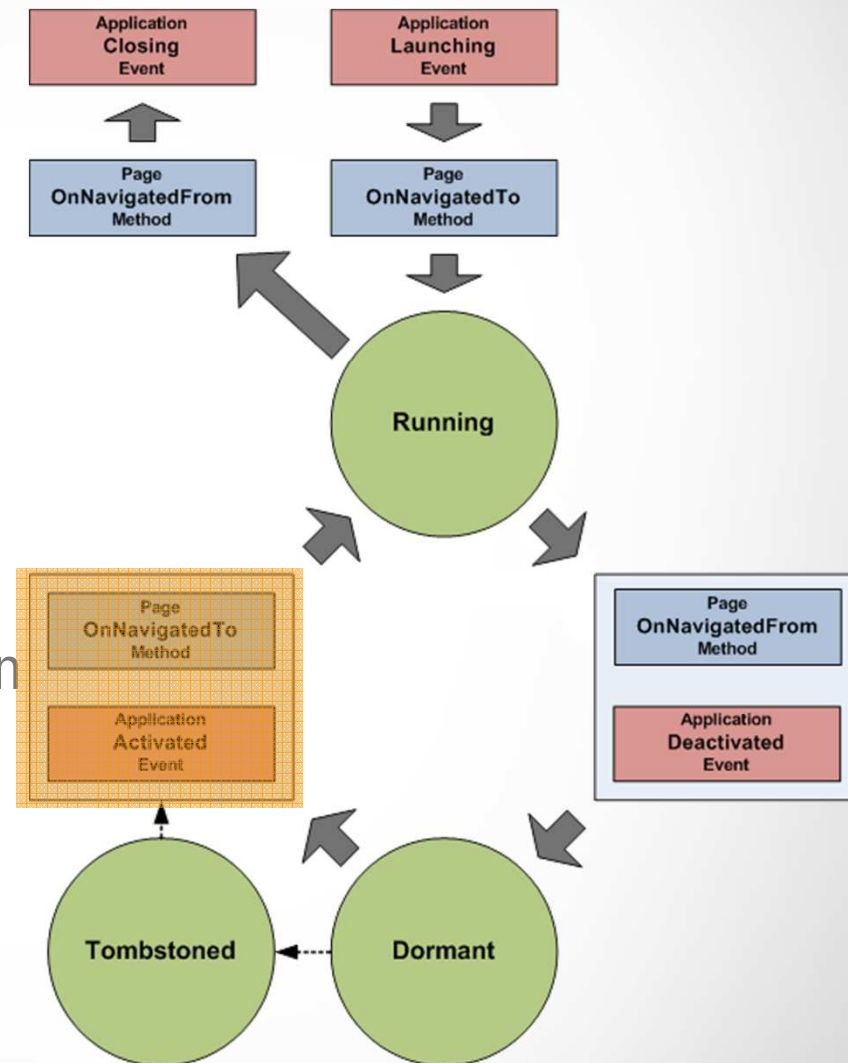 Application
Closing
Event
Application
Launching
Event
Page
OnNavigatedFrom
Method
Page
OnNavigatedTo
Method
Running
Page
OnNavigatedTo
Method
n
Application
Activated
Event
Page
OnNavigatedFrom
Method
Application
Deactivated
Event
Tombstoned
Dormant